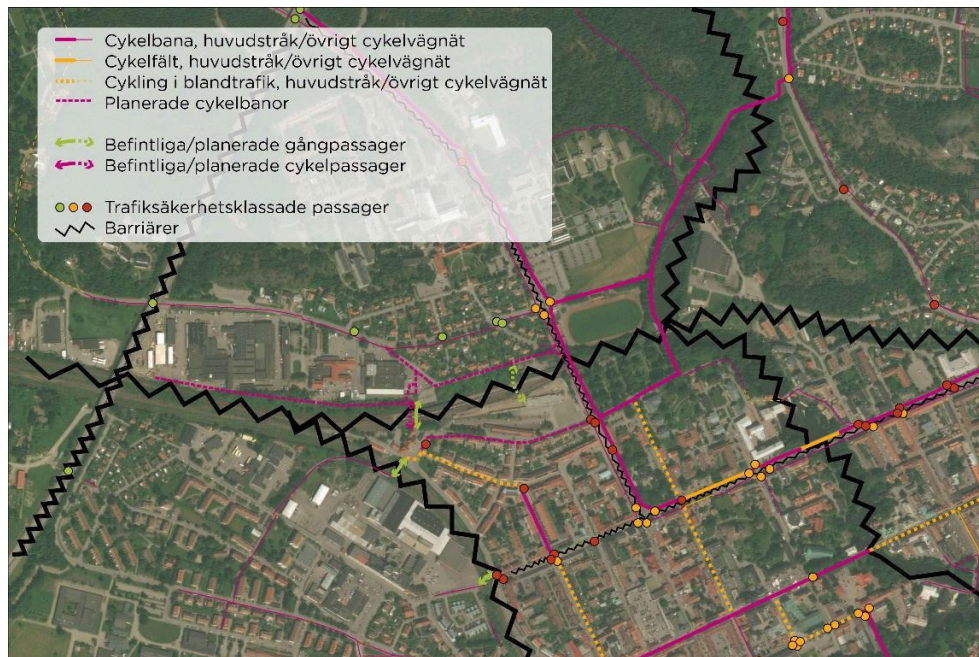 Cykelbana, huvudstråk/övrigt cykelvägnät
Cykelfält, huvudstråk/övrigt cykelvägnät
Cykling i blandtrafik, huvudstråk/övrigt cykelvägnät
Planerade cykelbanor
Befintliga/planerade gångpassager
Befintliga/planerade cykelpassager
Trafiksäkerhetsklassade passager
Barriärer